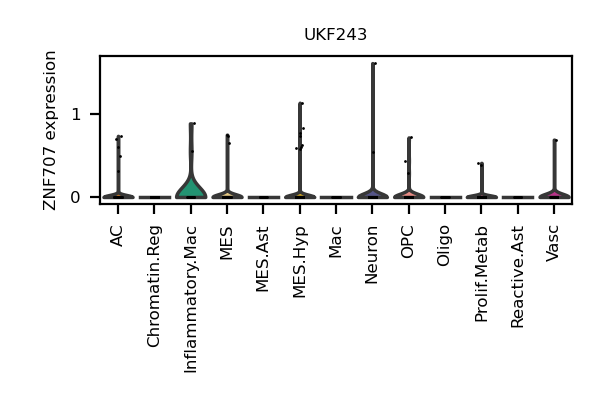 UKF243
ZNF707 expression
1
0
AC
Chromatin.Reg
Inflammatory.Mac
MES
MES.Ast
MES.Hyp
Mac
Neuron
OPC
Oligo
Prolif.Metab
Reactive.Ast
Vasc